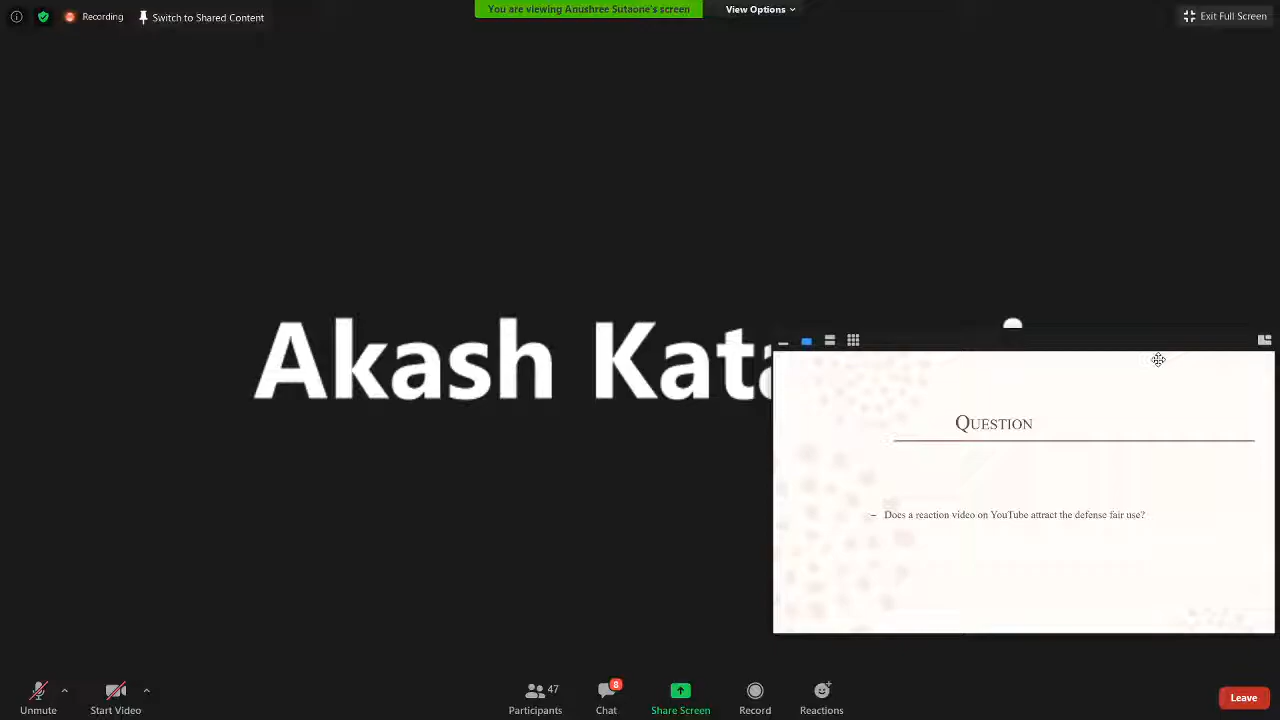 Recording
Switch to Shared Content
You are viewing Anushree Sutaone's screen
View Options
Exit Full Screen
Akash Kata
QUESTION
– Does a reaction video on YouTube attract the defense fair use?
Unmute
Start Video
47
Participants
8
Chat
Share Screen
Record
Reactions
Leave